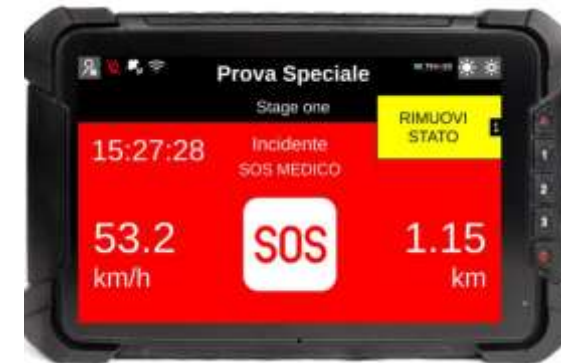 Prova Speciale
Stage one
RIMUOVI
STATO
1
15:27:28
Incidente
SOS MEDICO
53.2
km/h
SOS
1.15
km
1
2
3